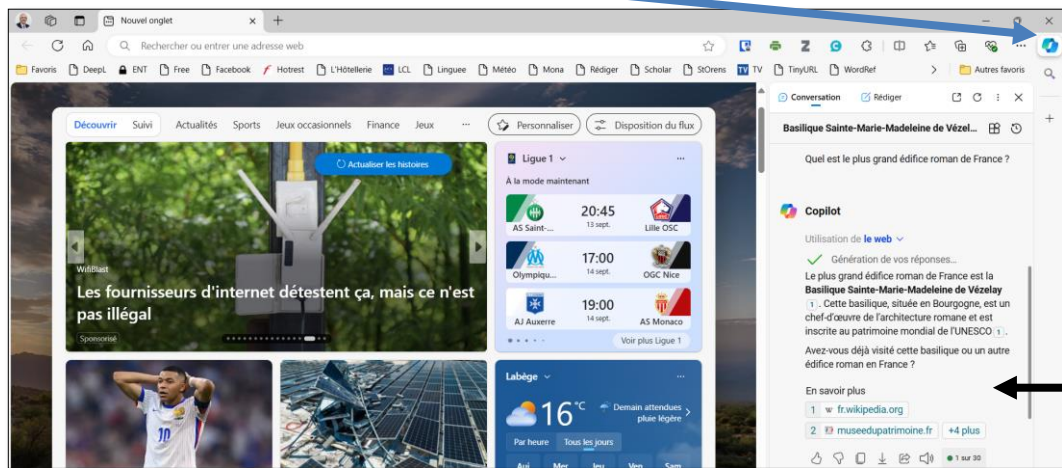 Nouvel onglet
Rechercher ou entrer une adresse web
Favoris DeepL ENT Free Facebook Hotrest L'Hôtellerie LCL Linguee Météo Mona Rédiger Scholar StOrens TV TV TinyURL WordRef Autres favoris
Découvrir Suivi Actualités Sports Jeux occasionnels Finance Jeux ... Personnaliser Disposition du flux
Actualiser les histoires
WifiBlast
Les fournisseurs d'internet détestent ça, mais ce n'est
pas illégal
Sponsorisé
10
Ligue 1
À la mode maintenant
AS Saint-... 20:45 Lille OSC
13 sept.
Olympiqu... 17:00 OGC Nice
14 sept.
AJ Auxerre 19:00 AS Monaco
14 sept.
Voir plus Ligue 1
Labège
16°C Demain attendues
pluie légère
Par heure Tous les jours
Auj Mer Jeu Ven Sam
Conversation Rédiger
Basilique Sainte-Marie-Madeleine de Vézel...
Quel est le plus grand édifice roman de France ?
Copilot
Utilisation de le web
Génération de vos réponses...
Le plus grand édifice roman de France est la
Basilique Sainte-Marie-Madeleine de Vézelay
1 . Cette basilique, située en Bourgogne, est un
chef-d'œuvre de l'architecture romane et est
inscrite au patrimoine mondial de l'UNESCO 1 .
Avez-vous déjà visité cette basilique ou un autre
édifice roman en France ?
En savoir plus
1 W fr.wikipedia.org
2 museedupatrimoine.fr +4 plus
1 sur 30